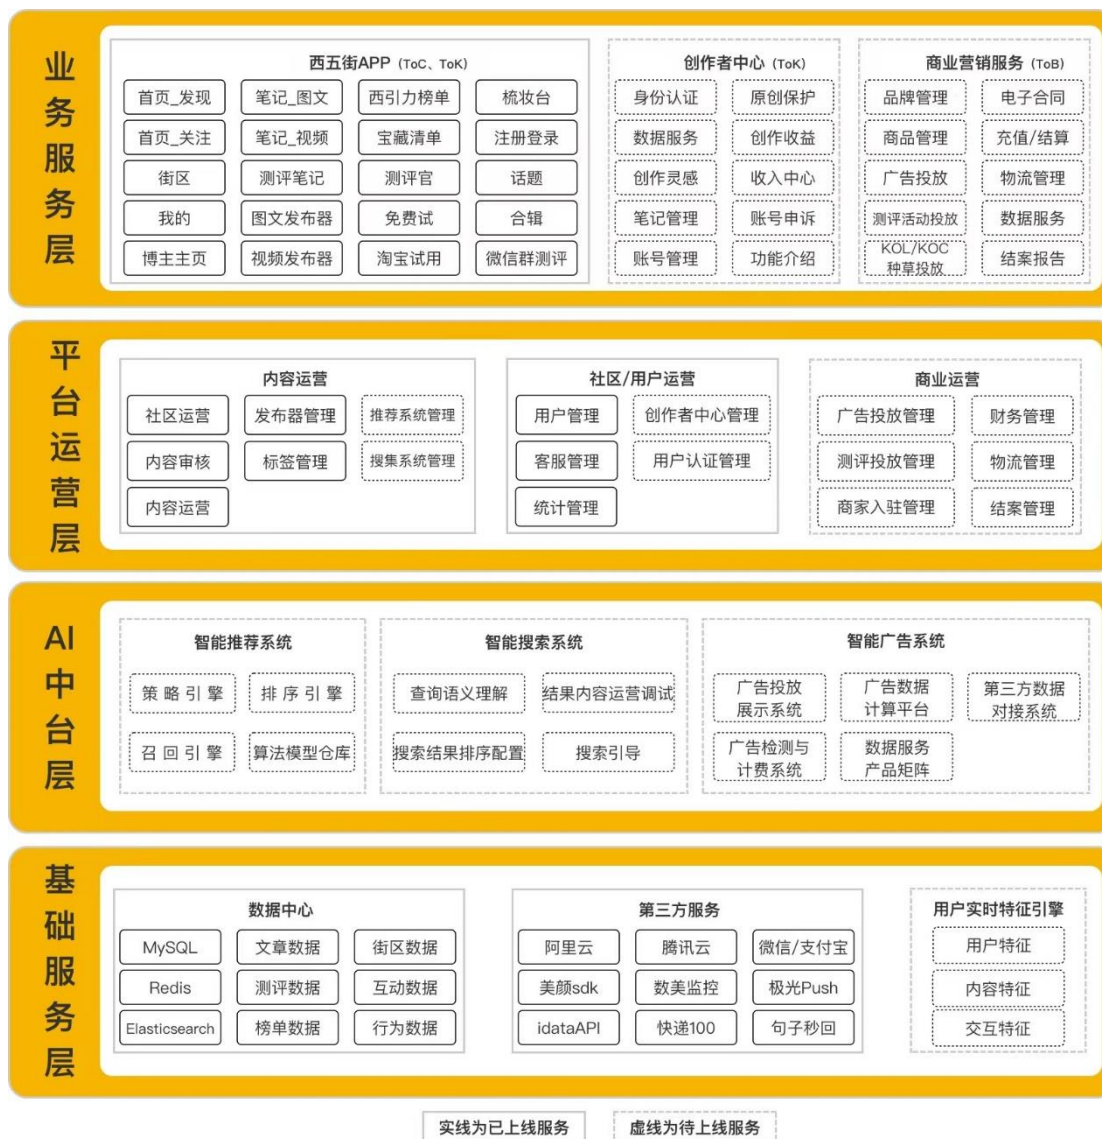 业务服务层
西五街APP（ToC、ToK）
首页_发现 笔记_图文 西引力榜单 梳妆台
首页_关注 笔记_视频 宝藏清单 注册登录
街区 测评笔记 测评官 话题
我的 图文发布器 免费试 合辑
博主主页 视频发布器 淘宝试用 微信群测评
创作者中心（ToK）
身份认证 原创保护
数据服务 创作收益
创作灵感 收入中心
笔记管理 账号申诉
账号管理 功能介绍
商业营销服务（ToB）
品牌管理 电子合同
商品管理 充值/结算
广告投放 物流管理
测评活动投放 数据服务
KOL/KOC
种草投放 结案报告
平台运营层
内容运营
社区运营 发布器管理 推荐系统管理
内容审核 标签管理 搜集系统管理
内容运营
社区/用户运营
用户管理 创作者中心管理
客服管理 用户认证管理
统计管理
商业运营
广告投放管理 财务管理
测评投放管理 物流管理
商家入驻管理 结案管理
AI中台层
智能推荐系统
策略引擎 排序引擎
召回引擎 算法模型仓库
智能搜索系统
查询语义理解 结果内容运营调试
搜索结果排序配置 搜索引导
智能广告系统
广告投放
展示系统
广告数据
计算平台
第三方数据
对接系统
广告检测与
计费系统
数据服务
产品矩阵
基础服务层
数据中心
MySQL 文章数据 街区数据
Redis 测评数据 互动数据
Elasticsearch 榜单数据 行为数据
第三方服务
阿里云 腾讯云 微信/支付宝
美颜sdk 数美监控 极光Push
idataAPI 快递100 句子秒回
用户实时特征引擎
用户特征
内容特征
交互特征
实线为已上线服务 虚线为待上线服务